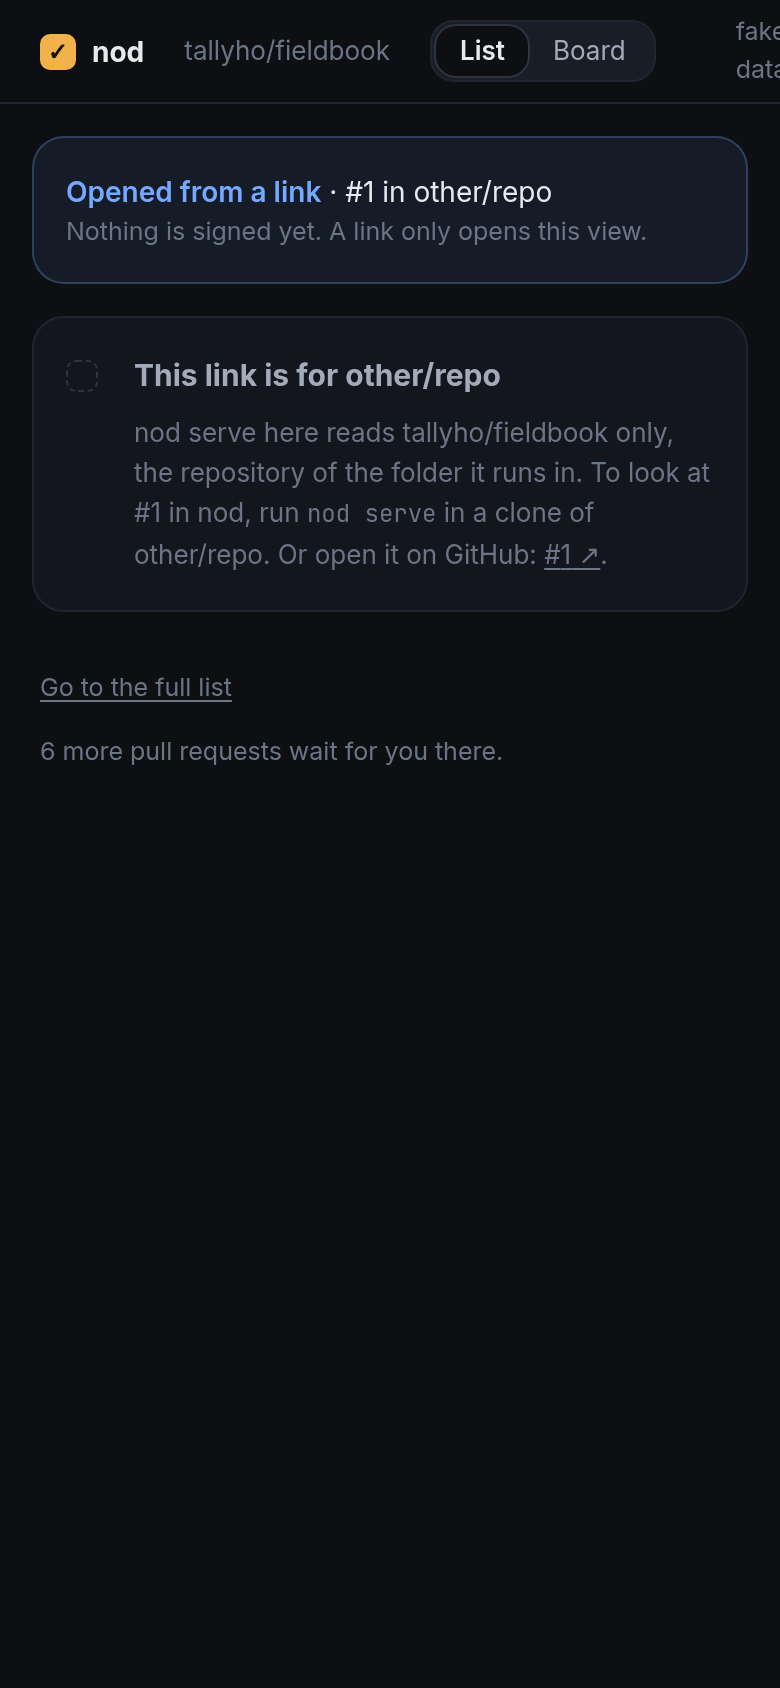 ✓ nod tallyho/fieldbook List Board fake
data
Opened from a link · #1 in other/repo
Nothing is signed yet. A link only opens this view.
This link is for other/repo
nod serve here reads tallyho/fieldbook only,
the repository of the folder it runs in. To look at
#1 in nod, run nod serve in a clone of
other/repo. Or open it on GitHub: #1 ↗.
Go to the full list
6 more pull requests wait for you there.